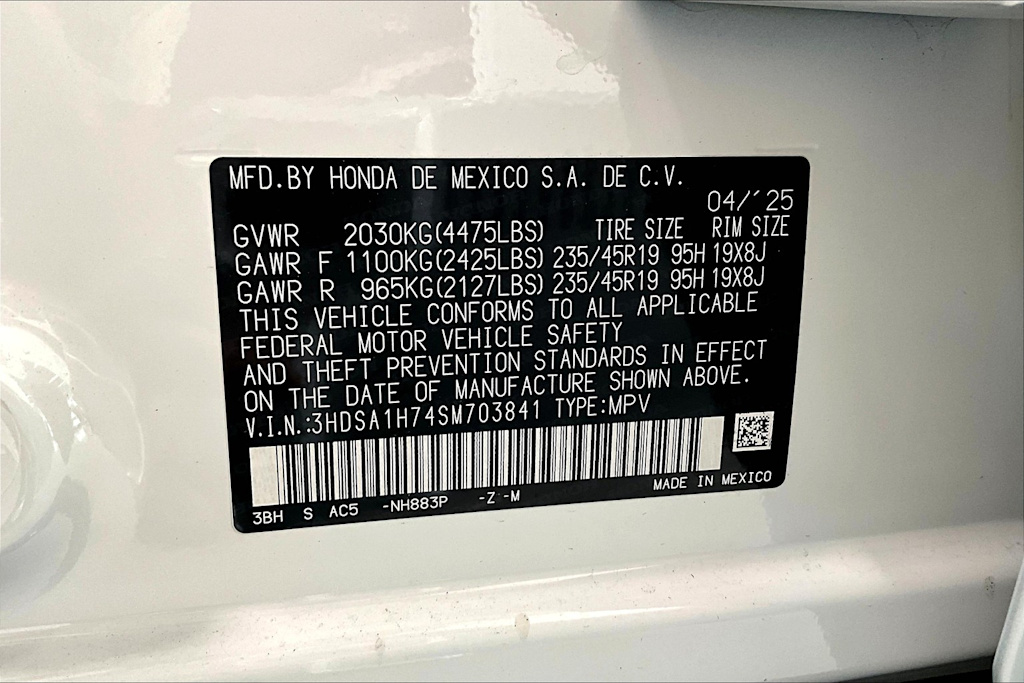 MFD.BY HONDA DE MEXICO S.A. DE C.V.
04/´25
GVWR 2030KG(4475LBS) TIRE SIZE RIM SIZE
GAWR F 1100KG(2425LBS) 235/45R19 95H 19X8J
GAWR R 965KG(2127LBS) 235/45R19 95H 19X8J
THIS VEHICLE CONFORMS TO ALL APPLICABLE
FEDERAL MOTOR VEHICLE SAFETY
AND THEFT PREVENTION STANDARDS IN EFFECT
ON THE DATE OF MANUFACTURE SHOWN ABOVE.
V.I.N.:3HDSA1H74SM703841 TYPE:MPV
MADE IN MEXICO
3BH S AC5 -NH883P -Z -M